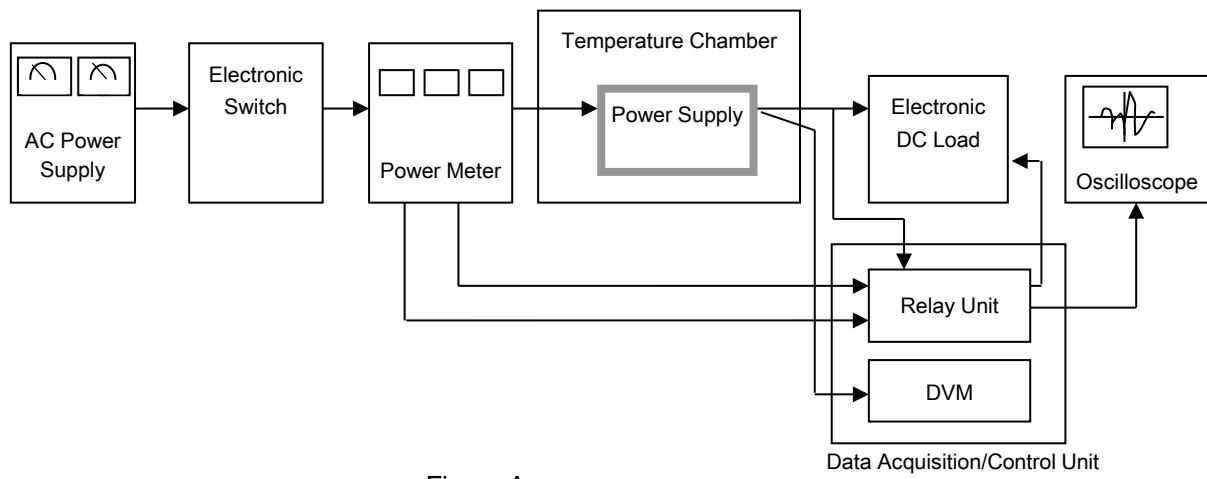 AC Power
Supply
Electronic
Switch
Power Meter
Temperature Chamber
Power Supply
Electronic
DC Load
Oscilloscope
Relay Unit
DVM
Data Acquisition/Control Unit